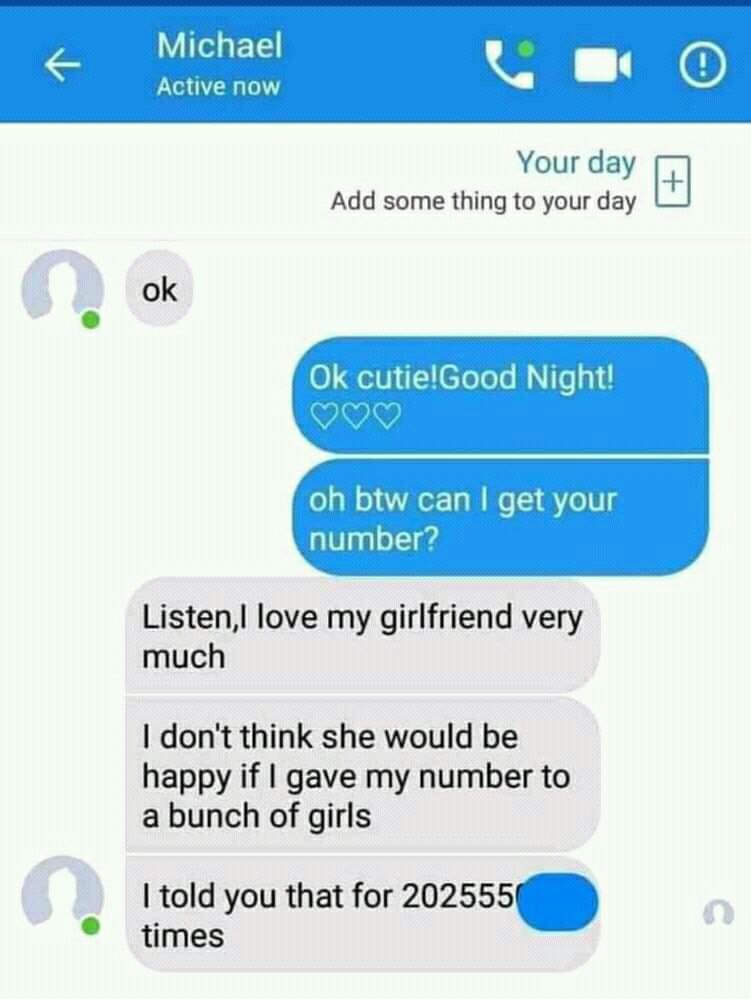 Michael
Active now
Your day
Add some thing to your day
ok
Ok cutie!Good Night!
♡♡♡
oh btw can I get your
number?
Listen,I love my girlfriend very
much
I don't think she would be
happy if I gave my number to
a bunch of girls
I told you that for 202555
times